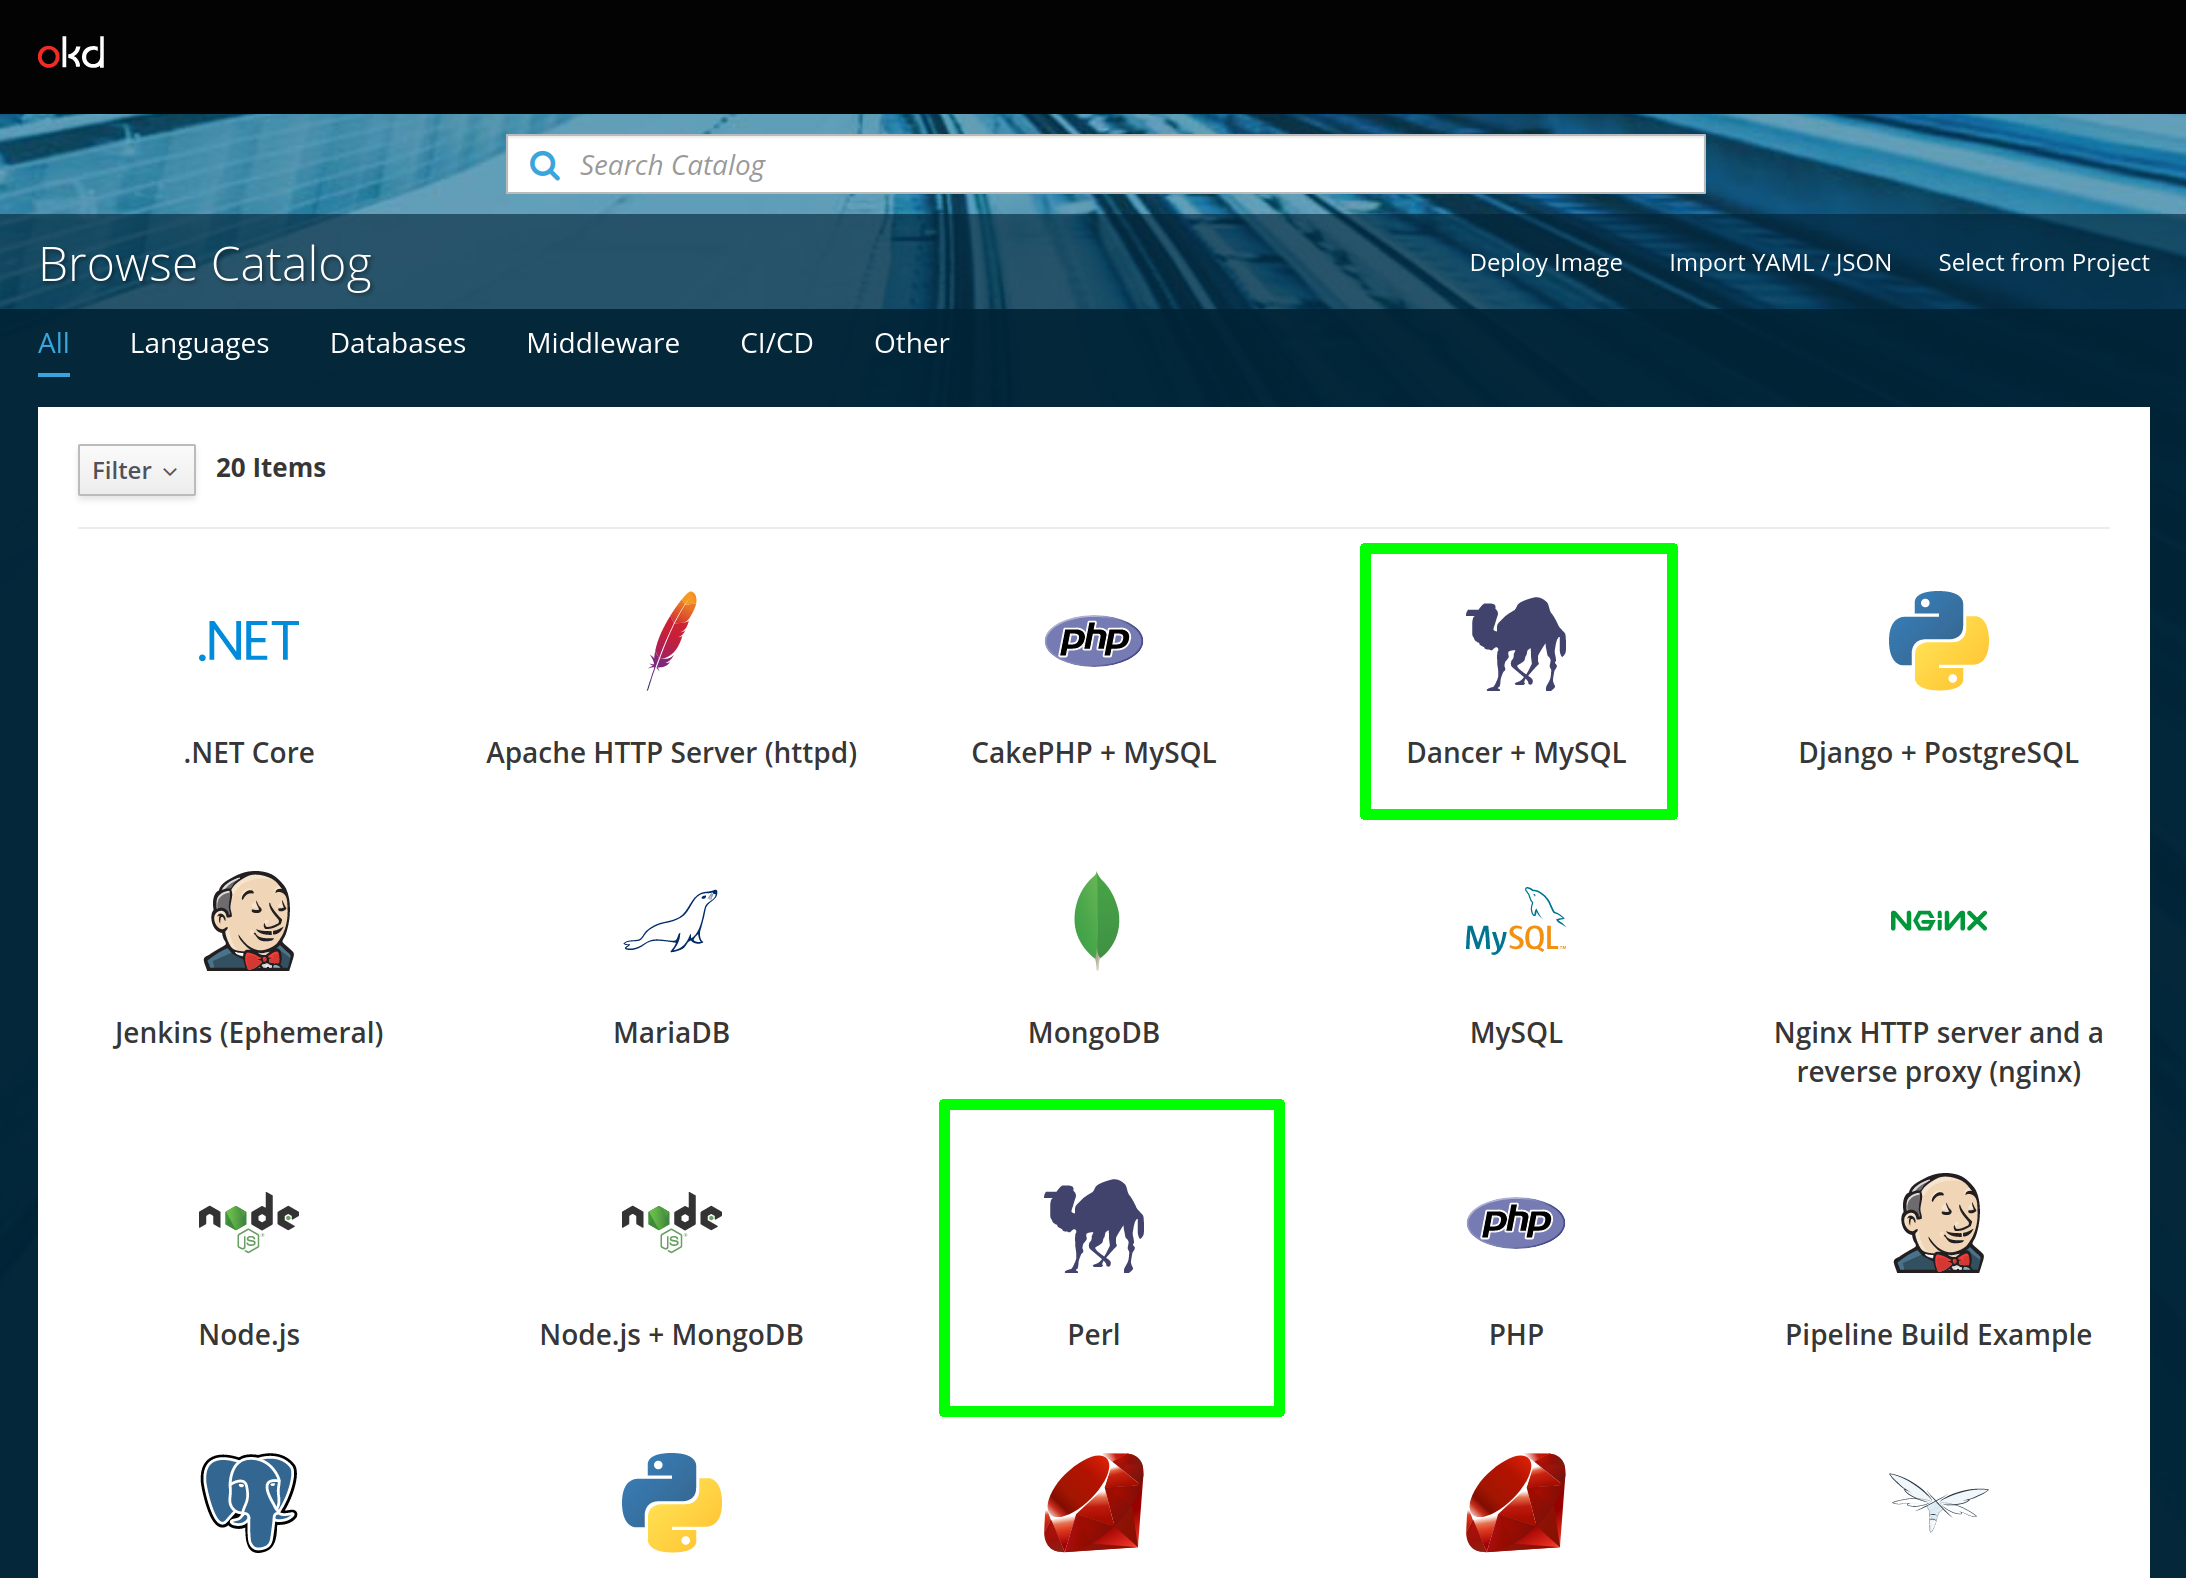 okd
Search Catalog
Browse Catalog
Deploy Image
Import YAML / JSON
Select from Project
All
Languages
Databases
Middleware
CI/CD
Other
Filter
20 Items
.NET
php
.NET Core
Apache HTTP Server (httpd)
CakePHP + MySQL
Dancer + MySQL
Django + PostgreSQL
MySQL™
NGINX
Jenkins (Ephemeral)
MariaDB
MongoDB
MySQL
Nginx HTTP server and a
reverse proxy (nginx)
node
JS
node
JS
php
Node.js
Node.js + MongoDB
Perl
PHP
Pipeline Build Example